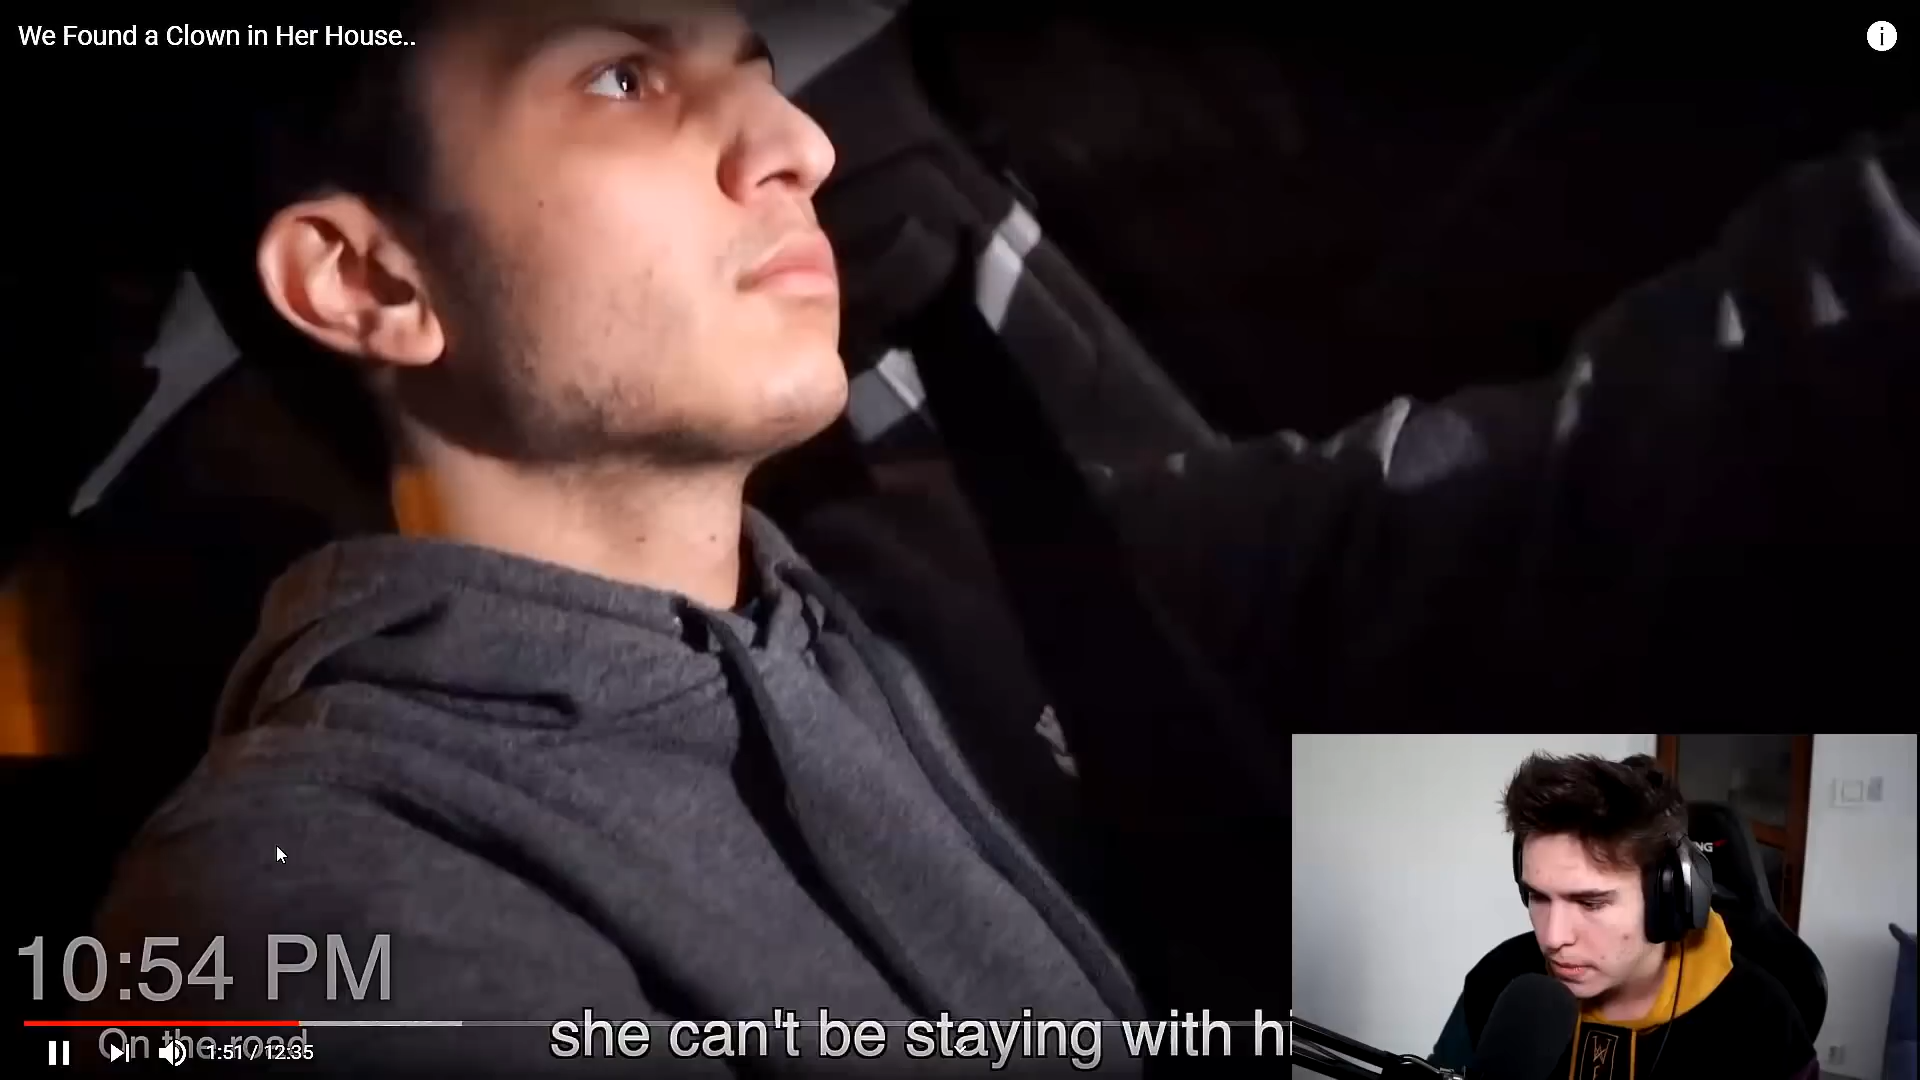 We Found a Clown in Her House..
10:54 PM
On the road
1:51 / 12:35
she can't be staying with hi
NG